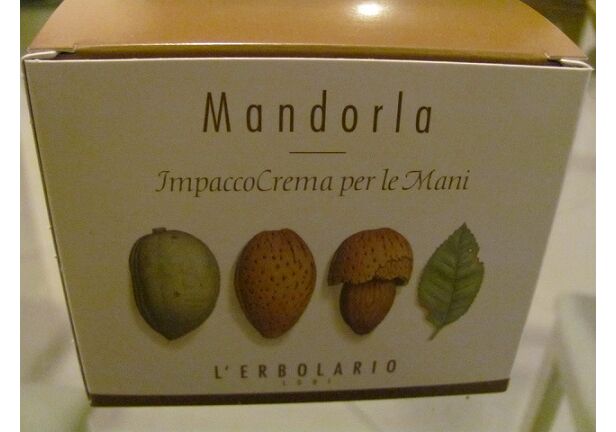 Mandorla
ImpaccoCrema per le Mani
L'ERBOLARIO
LODI